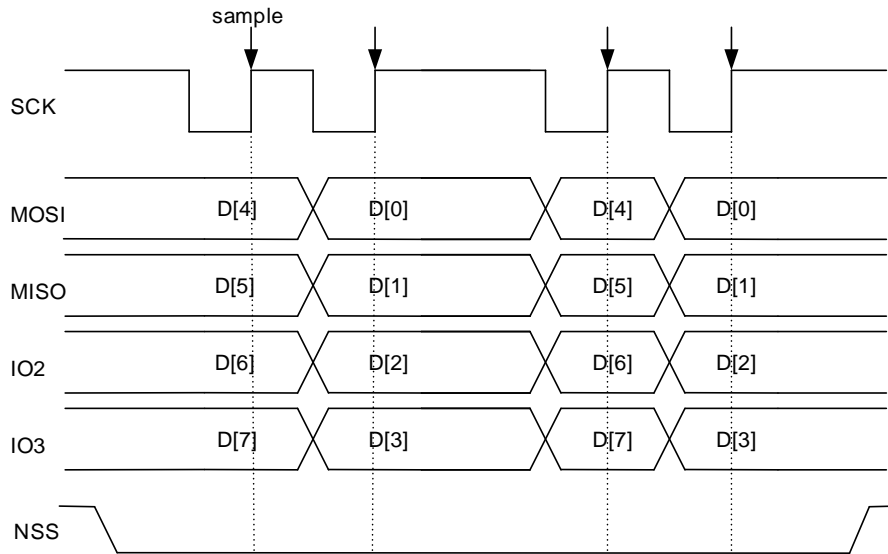 sample
SCK
MOSI D[4] D[0] D[4] D[0]
MISO D[5] D[1] D[5] D[1]
IO2 D[6] D[2] D[6] D[2]
IO3 D[7] D[3] D[7] D[3]
NSS